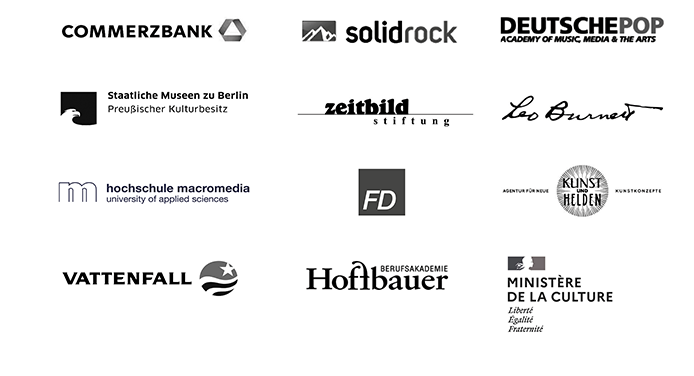 COMMERZBANK
solidrock
DEUTSCHEPOP
ACADEMY OF MUSIC, MEDIA & THE ARTS
Staatliche Museen zu Berlin
Preußischer Kulturbesitz
zeitbild
stiftung
Leo Burnett
m hochschule macromedia
university of applied sciences
FD
AGENTUR FÜR NEUE KUNST UND HELDEN KUNSTKONZEPTE
VATTENFALL
BERUFSAKADEMIE
Hoffbauer
MINISTÈRE
DE LA CULTURE
Liberté
Égalité
Fraternité